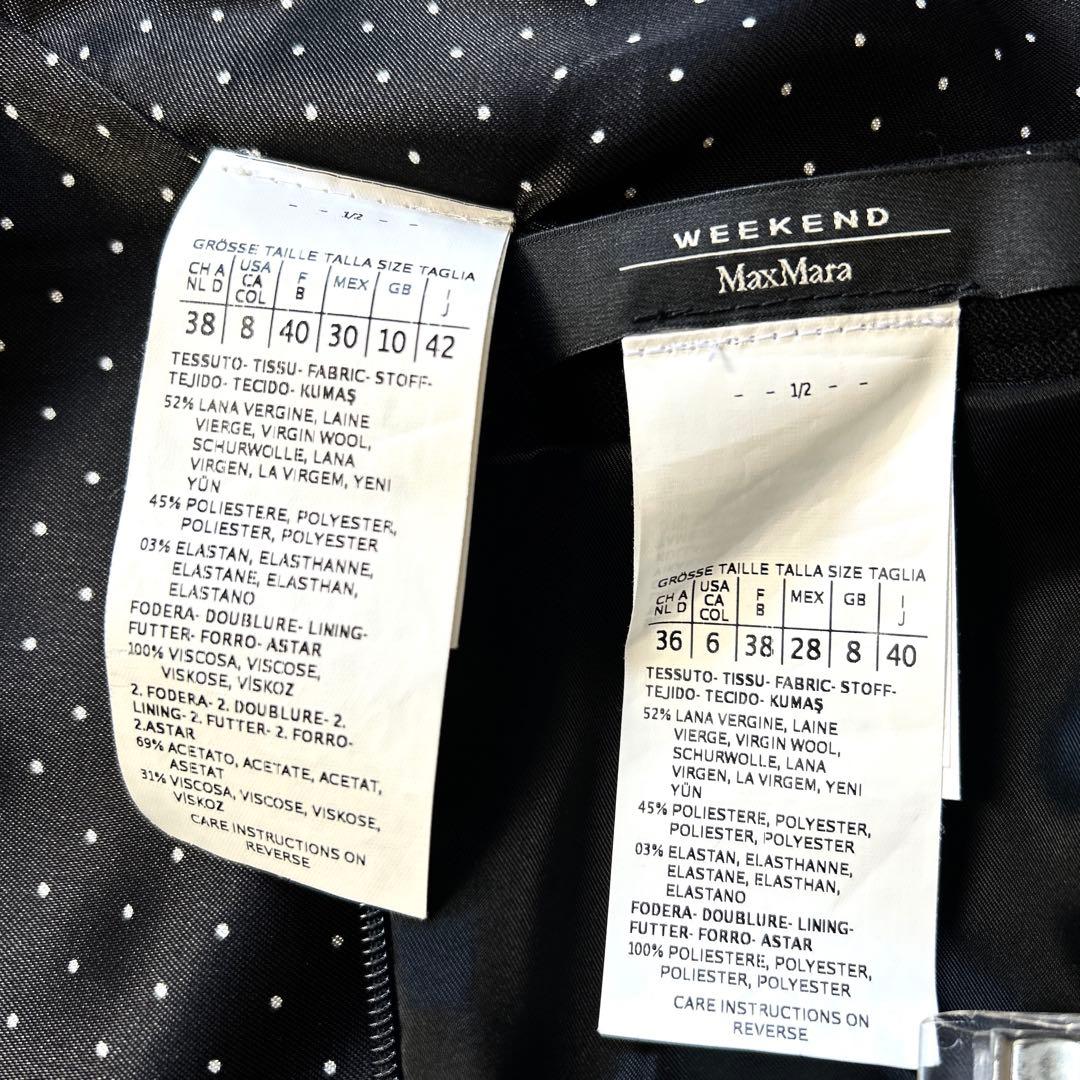 - - 1/2 - -
GRÖSSE TAILLE TALLA SIZE TAGLIA
CH A USA F MEX GB I
NL D CA B J
COL
38 8 40 30 10 42
TESSUTO- TISSU- FABRIC- STOFF-
TEJIDO- TECIDO- KUMAŞ
52% LANA VERGINE, LAINE
VIERGE, VIRGIN WOOL,
SCHURWOLLE, LANA
VIRGEN, LA VIRGEM, YENI
YÜN
45% POLIESTERE, POLYESTER,
POLIESTER, POLYESTER
03% ELASTAN, ELASTHANNE,
ELASTANE, ELASTHAN,
ELASTANO
FODERA- DOUBLURE- LINING-
FUTTER- FORRO- ASTAR
100% VISCOSA, VISCOSE,
VISKOSE, VİSKOZ
2. FODERA- 2. DOUBLURE- 2.
LINING- 2. FUTTER- 2. FORRO-
2.ASTAR
69% ACETATO, ACETATE, ACETAT,
ASETAT
31% VISCOSA, VISCOSE, VISKOSE,
VİSKOZ
CARE INSTRUCTIONS ON
REVERSE
WEEKEND
MaxMara
- - 1/2 - -
GRÖSSE TAILLE TALLA SIZE TAGLIA
CH A USA F MEX GB I
NL D CA B J
COL
36 6 38 28 8 40
TESSUTO- TISSU- FABRIC- STOFF-
TEJIDO- TECIDO- KUMAŞ
52% LANA VERGINE, LAINE
VIERGE, VIRGIN WOOL,
SCHURWOLLE, LANA
VIRGEN, LA VIRGEM, YENI
YÜN
45% POLIESTERE, POLYESTER,
POLIESTER, POLYESTER
03% ELASTAN, ELASTHANNE,
ELASTANE, ELASTHAN,
ELASTANO
FODERA- DOUBLURE- LINING-
FUTTER- FORRO- ASTAR
100% POLIESTERE, POLYESTER,
POLIESTER, POLYESTER
CARE INSTRUCTIONS ON
REVERSE